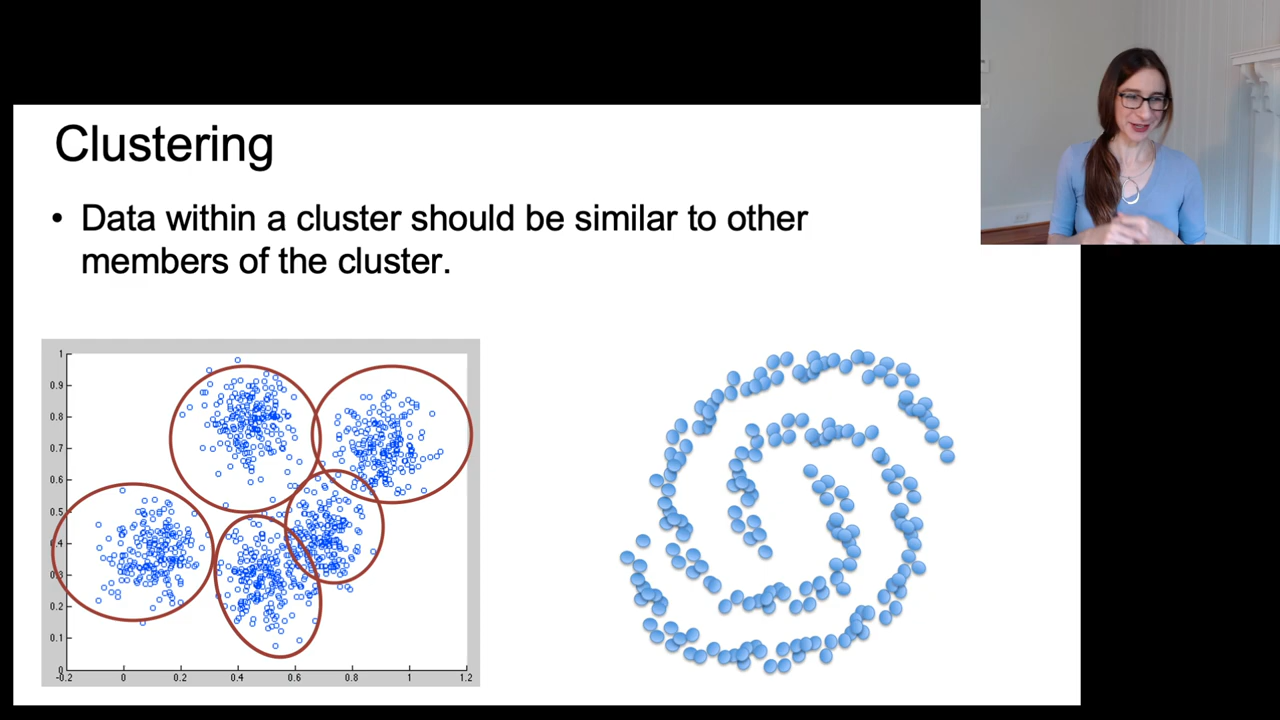 Clustering
• Data within a cluster should be similar to other
members of the cluster.
1
0.9
0.8
0.7
0.6
0.5
0.4
0.3
0.2
0.1
0
-0.2 0 0.2 0.4 0.6 0.8 1 1.2